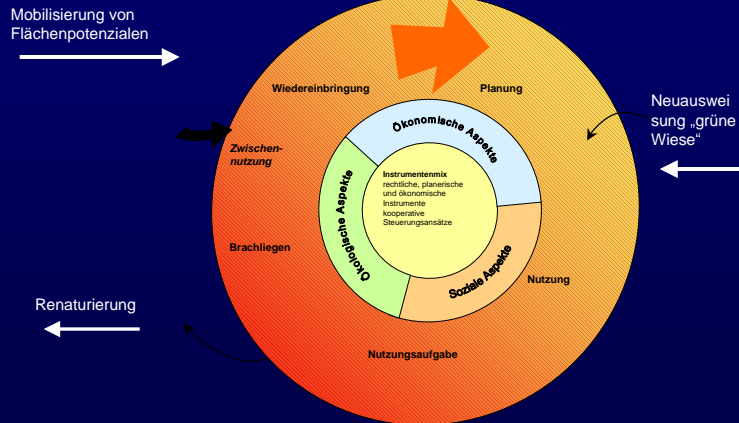 Mobilisierung von
Flächenpotenzialen
Wiedereinbringung
Planung
Neuauswei
sung „grüne
Wiese“
Zwischen-
nutzung
Ökonomische Aspekte
Ökologische Aspekte
Instrumentenmix
rechtliche, planerische
und ökonomische
Instrumente
kooperative
Steuerungsansätze
Brachliegen
Soziale Aspekte
Nutzung
Renaturierung
Nutzungsaufgabe